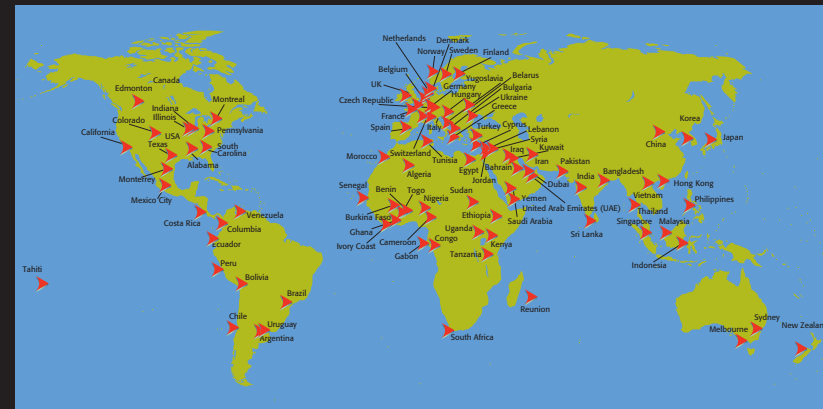 Netherlands
Denmark
Norway
Sweden
Finland
Belgium
Yugoslavia
Belarus
UK
Germany
Bulgaria
Czech Republic
Hungary
Ukraine
Greece
France
Spain
Italy
Turkey
Cyprus
Lebanon
Syria
Morocco
Switzerland
Tunisia
Iraq
Kuwait
Algeria
Egypt
Bahrain
Iran
Pakistan
Jordan
India
Bangladesh
Dubai
Korea
China
Japan
Canada
Edmonton
Indiana
Montreal
Illinois
Colorado
California
USA
Pennsylvania
Texas
South
Carolina
Alabama
Monterrey
Mexico City
Senegal
Benin
Togo
Sudan
Yemen
Nigeria
United Arab Emirates (UAE)
Burkina Faso
Ethiopia
Saudi Arabia
Ghana
Uganda
Sri Lanka
Ivory Coast
Cameroon
Congo
Kenya
Gabon
Tanzania
Hong Kong
Vietnam
Philippines
Thailand
Singapore
Malaysia
Indonesia
Costa Rica
Venezuela
Columbia
Ecuador
Tahiti
Peru
Bolivia
Brazil
Reunion
Chile
Uruguay
Argentina
South Africa
Sydney
Melbourne
New Zealan